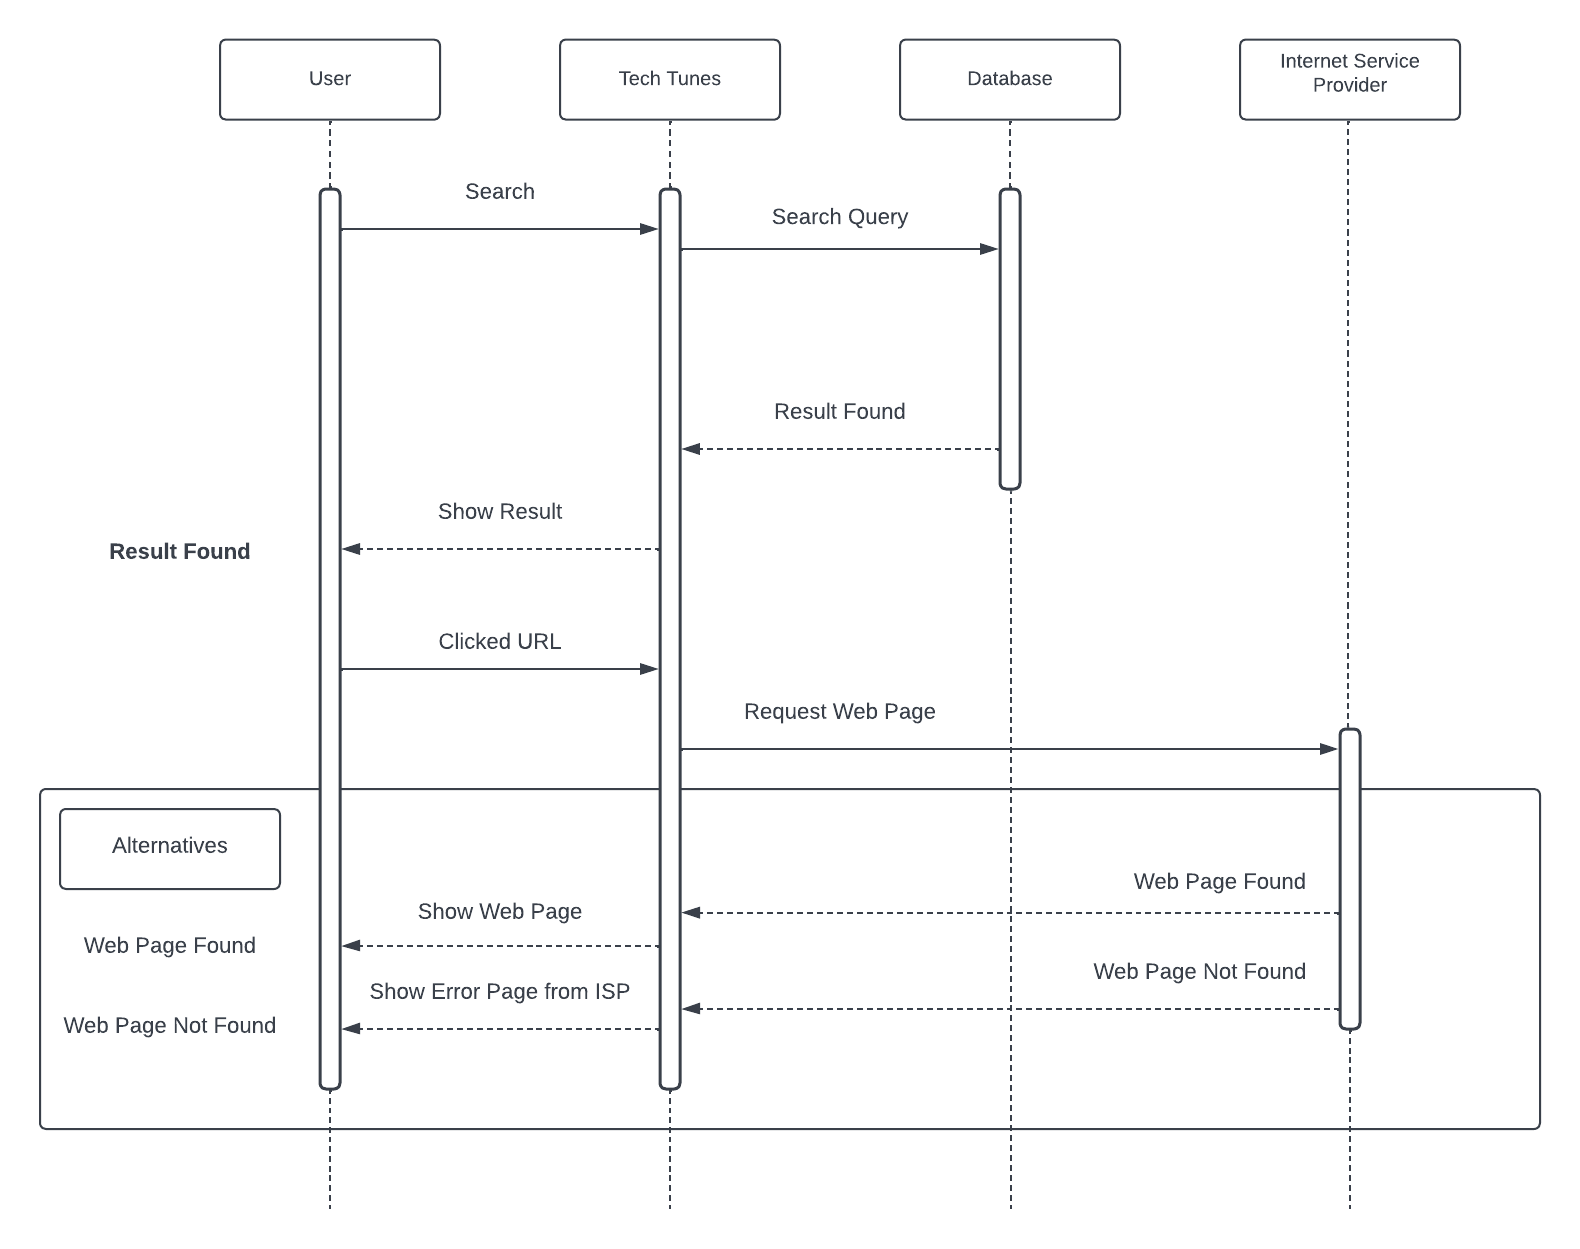 User
Tech Tunes
Database
Internet Service
Provider
Search
Search Query
Result Found
Show Result
Result Found
Clicked URL
Request Web Page
Alternatives
Web Page Found
Show Web Page
Web Page Found
Web Page Not Found
Show Error Page from ISP
Web Page Not Found